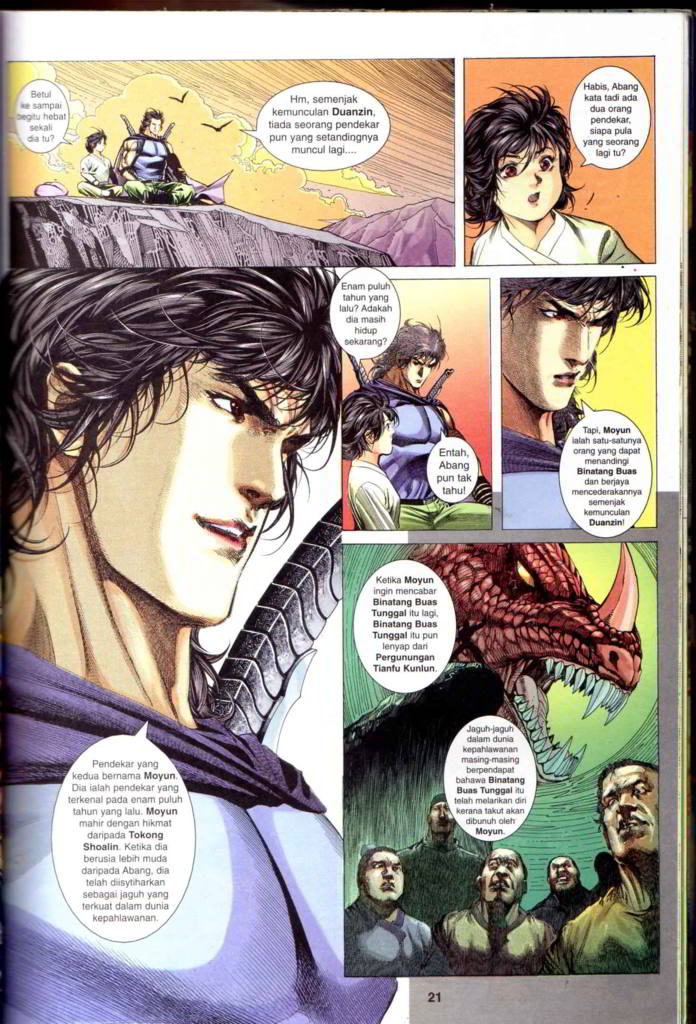 Betul
ke sampai
begitu hebat
sekali
dia tu?
Hm, semenjak
kemunculan Duanzin,
tiada seorang pendekar
pun yang setandingnya
muncul lagi....
Habis, Abang
kata tadi ada
dua orang
pendekar,
siapa pula
yang seorang
lagi tu?
Pendekar yang
kedua bernama Moyun.
Dia ialah pendekar yang
terkenal pada enam puluh
tahun yang lalu. Moyun
mahir dengan hikmat
daripada Tokong
Shoalin. Ketika dia
berusia lebih muda
daripada Abang, dia
telah diisytiharkan
sebagai jaguh yang
terkuat dalam dunia
kepahlawanan.
Enam puluh
tahun yang
lalu? Adakah
dia masih
hidup
sekarang?
Entah,
Abang
pun tak
tahu!
Tapi, Moyun
ialah satu-satunya
orang yang dapat
menandingi
Binatang Buas
dan berjaya
mencederakannya
semenjak
kemunculan
Duanzin!
Ketika Moyun
ingin mencabar
Binatang Buas
Tunggal itu lagi,
Binatang Buas
Tunggal itu pun
lenyap dari
Pergunungan
Tianfu Kunlun.
Jaguh-jaguh
dalam dunia
kepahlawanan
masing-masing
berpendapat
bahawa Binatang
Buas Tunggal itu
telah melarikan diri
kerana takut akan
dibunuh oleh
Moyun.
21